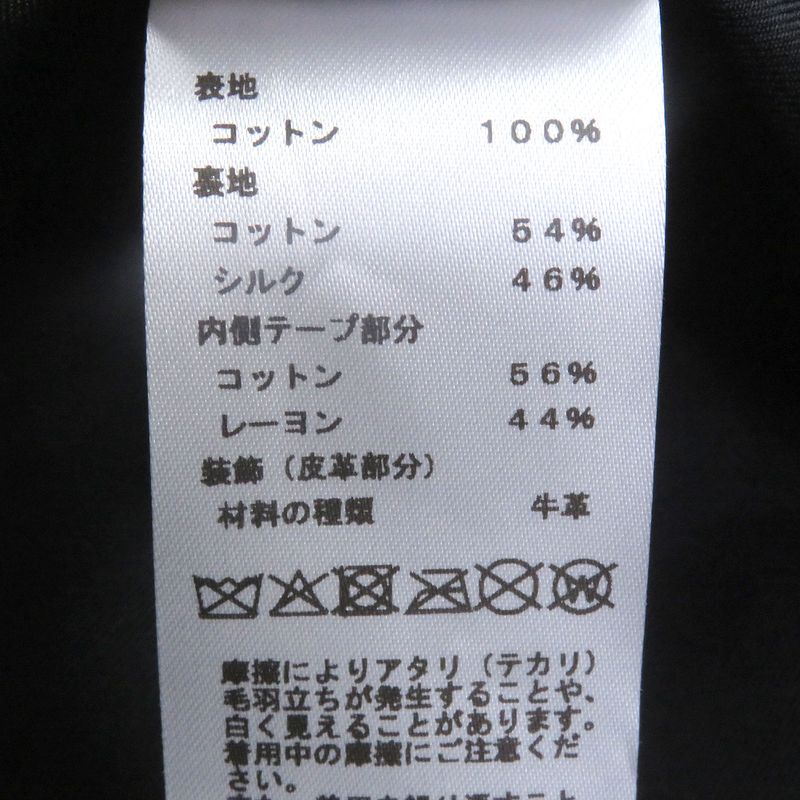 表地
コットン 100%
裏地
コットン 54%
シルク 46%
内側テープ部分
コットン 56%
レーヨン 44%
装飾(皮革部分)
材料の種類 牛革
W
摩擦によりアタリ(テカリ)
毛羽立ちが発生することや、
白く見えることがあります。
着用中の摩擦にご注意くだ
さい。